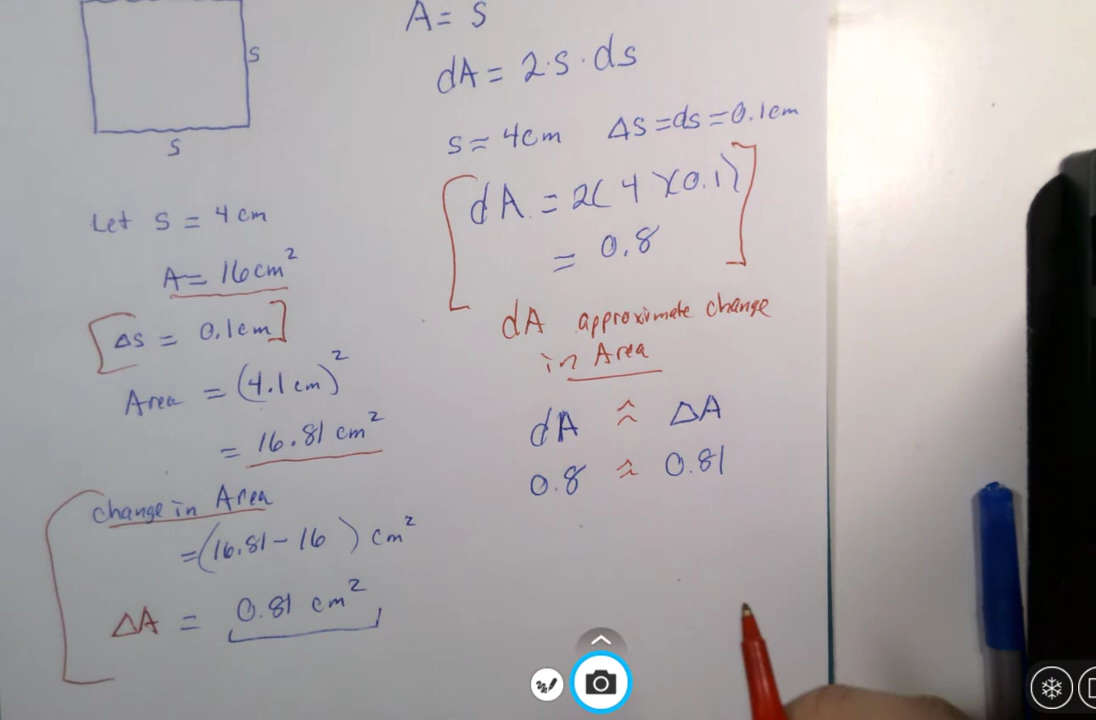 S
S
Let S = 4 cm
A = 16 cm²
[Δs = 0.1cm]
Area = (4.1 cm)²
= 16.81 cm²
change in Area
=(16.81 - 16 ) cm²
ΔA = 0.81 cm²
A = S
dA = 2·s·ds
s = 4cm Δs = ds = 0.1cm
[dA = 2( 4 )(0.1)
= 0.8]
dA approximate change
in Area
dA ≈ ΔA
0.8 ≈ 0.81